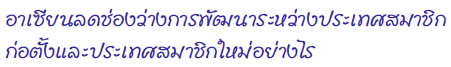 อาเซียนลดช่องว่างการพัฒนาระหว่างประเทศสมาชิก
ก่อตั้งและประเทศสมาชิกใหม่อย่างไร